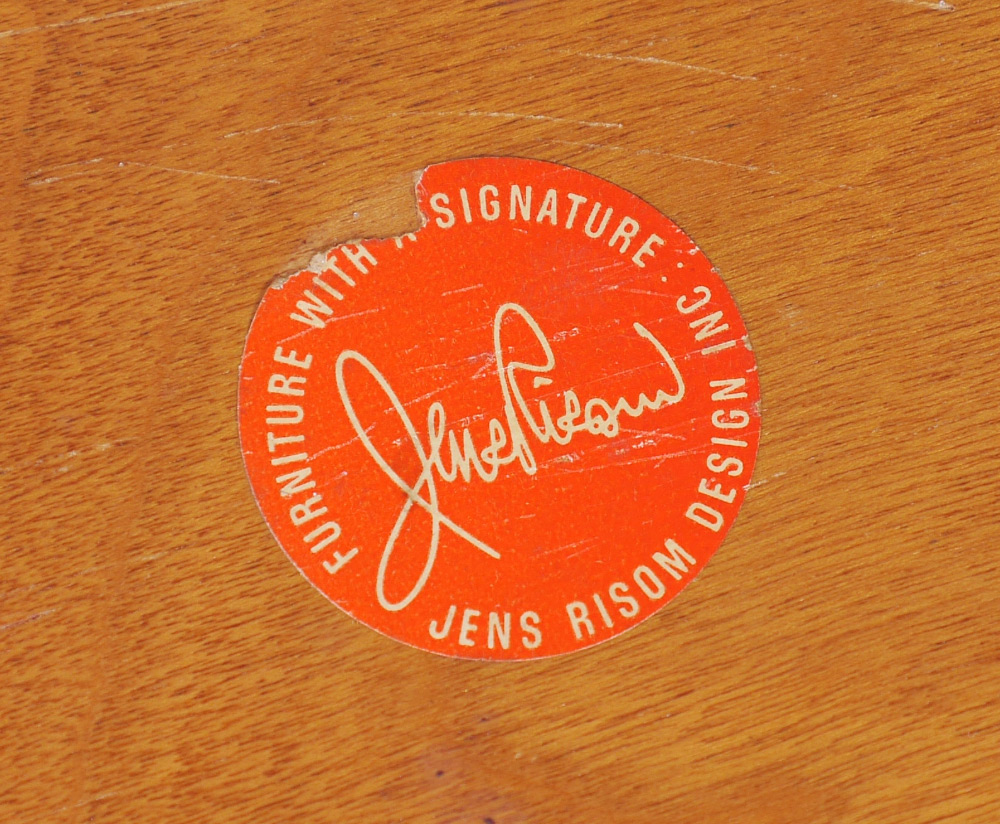 FURNITURE WITH A SIGNATURE:
Jens Risom
JENS RISOM DESIGN INC.